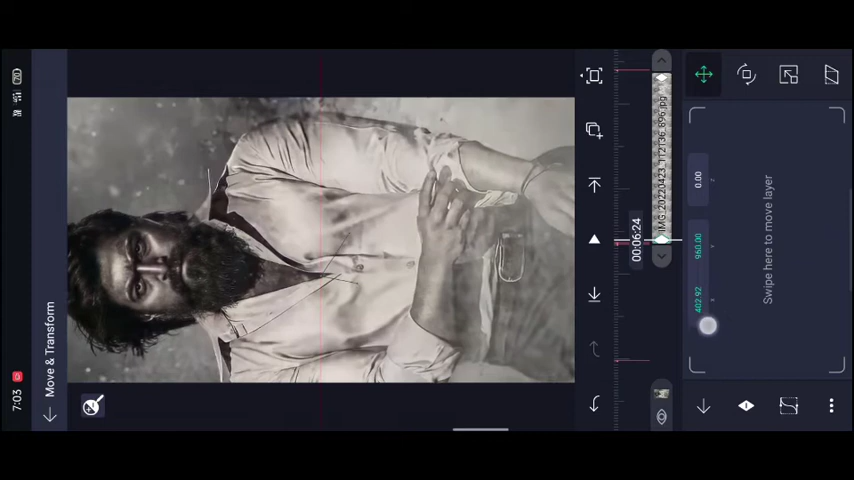 7:03
70
Move & Transform
00:06:24
IMG_20220423_112136_896.jpg
402.92
960.00
0.00
X
Y
Z
Swipe here to move layer